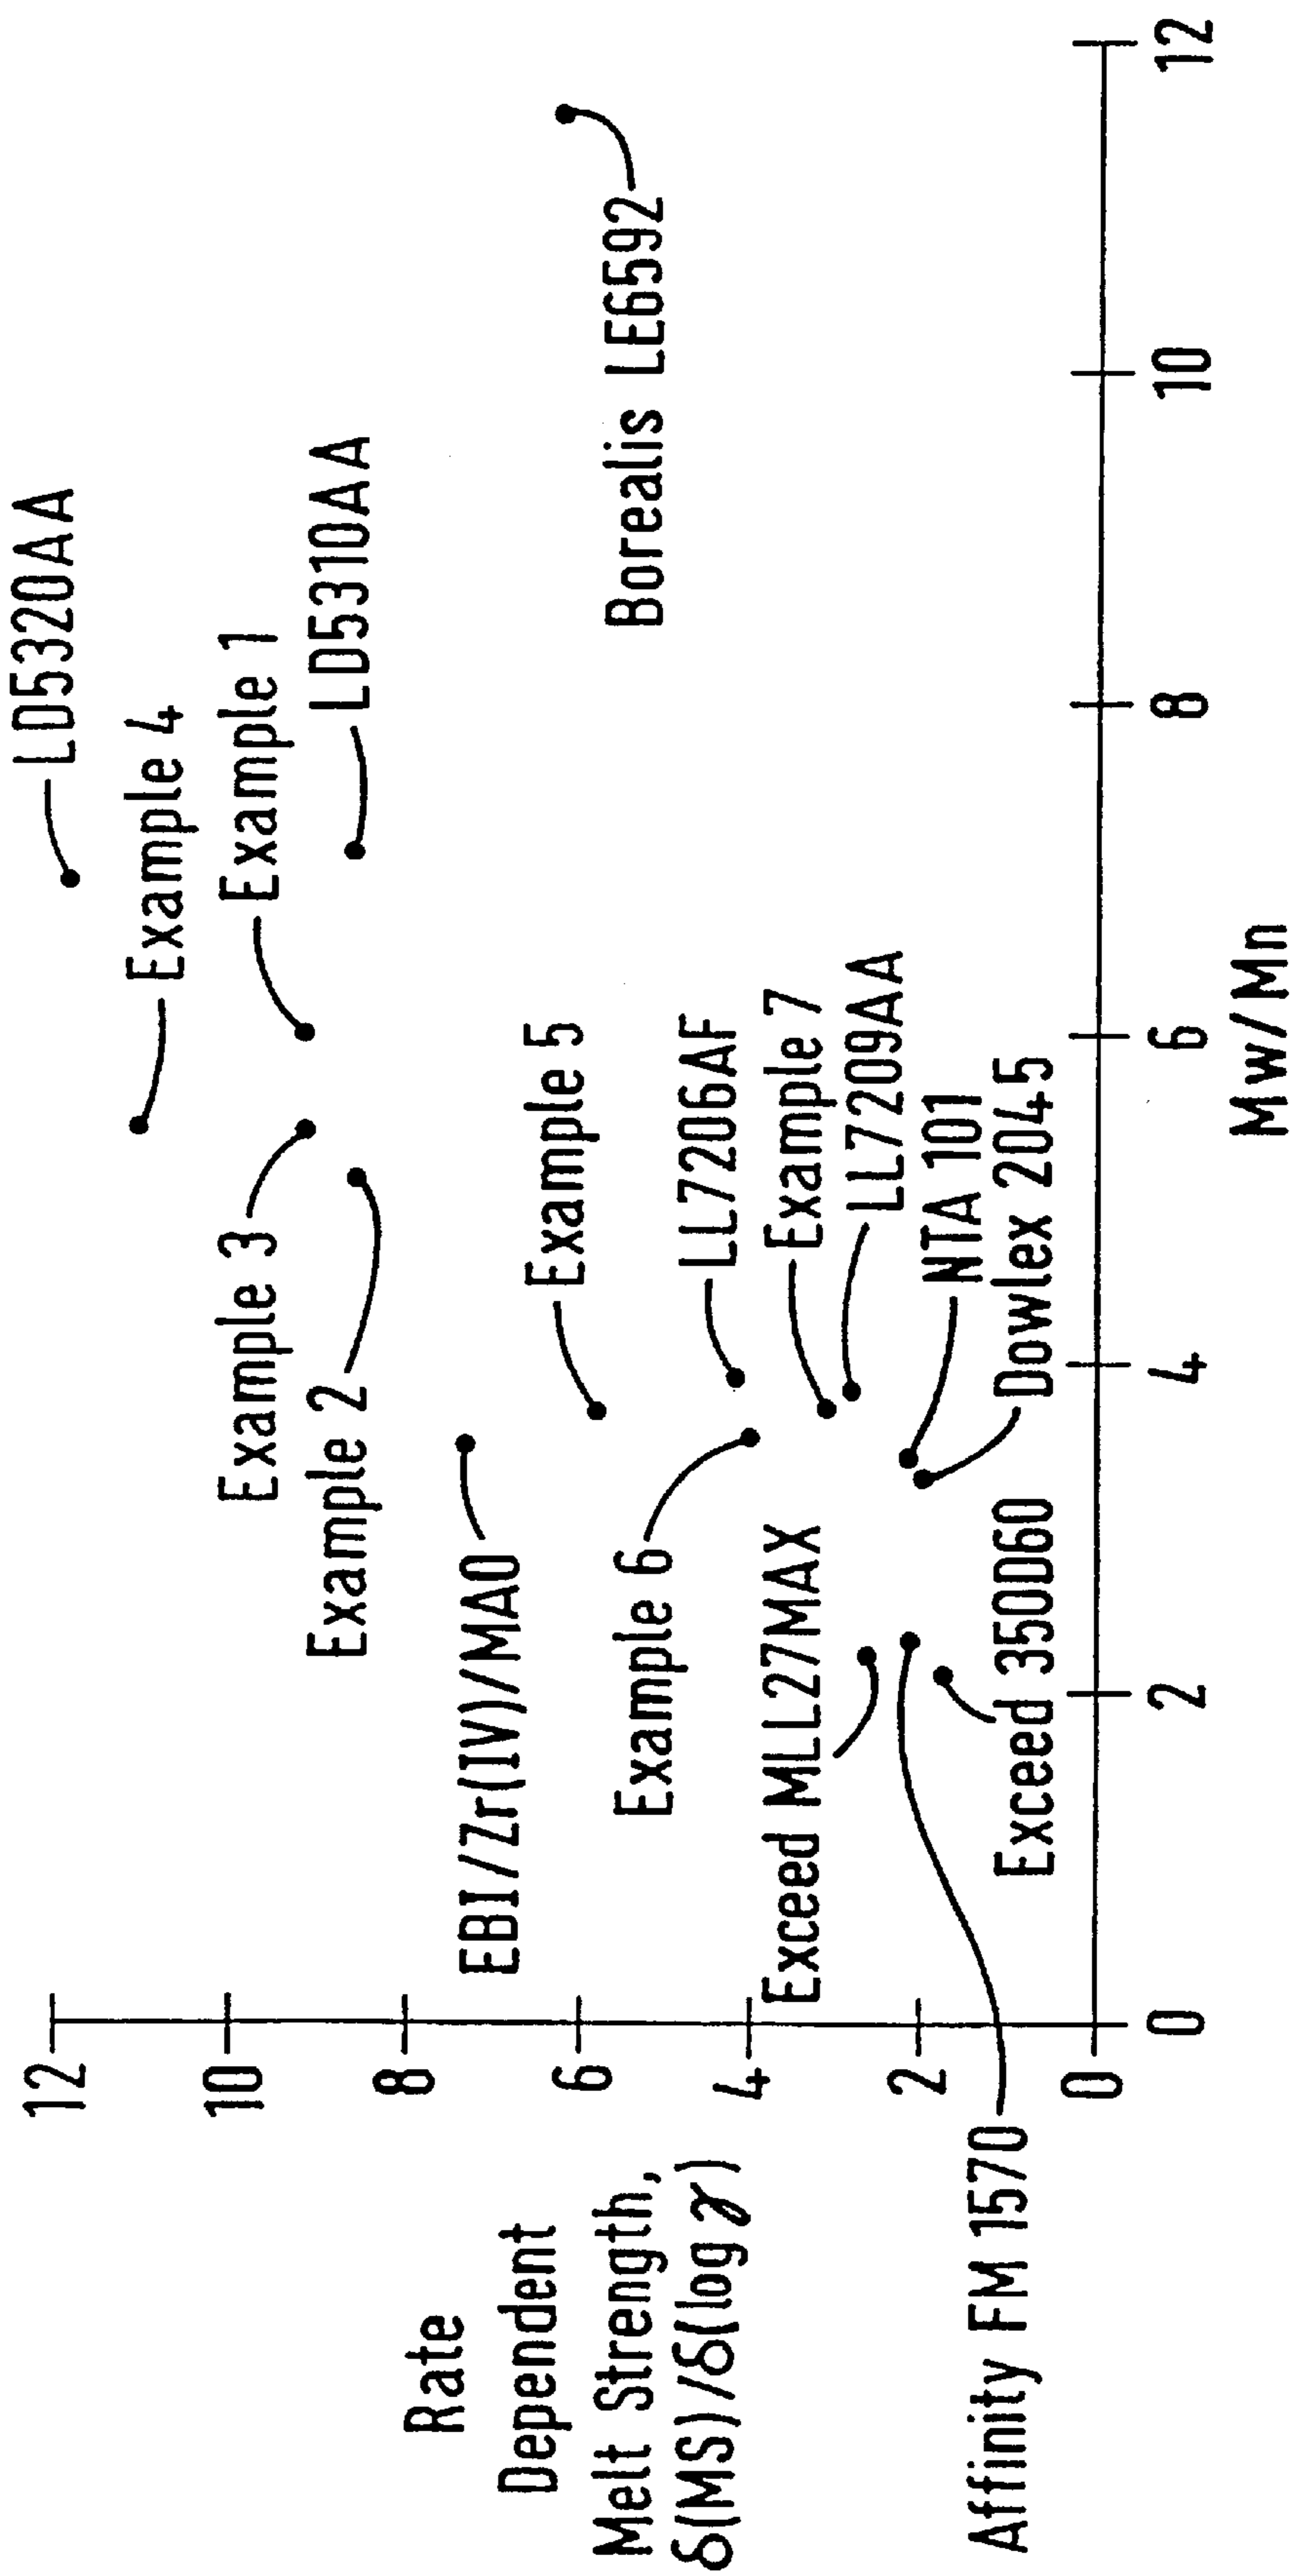 12
10
8
6
4
2
0
Rate
Dependent
Melt Strength,
δ(MS)/δ(log γ)
LD5320AA
Example 4
Example 1
LD5310AA
Example 3
Example 2
EBI/Zr(IV)/MAO
Example 5
Borealis LE6592
Example 6
LL7206AF
Example 7
LL7209AA
Exceed MLL27MAX
NTA 101
Dowlex 2045
Exceed 350D60
Affinity FM 1570
0
2
4
6
8
10
12
Mw/Mn